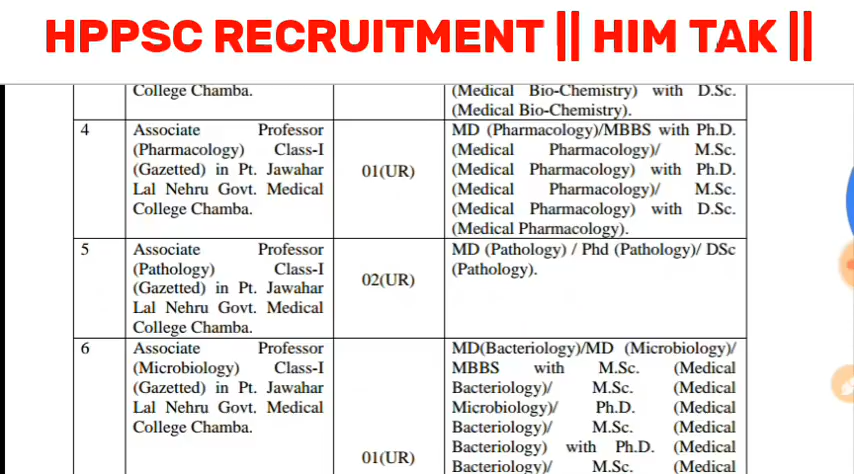 HPPSC RECRUITMENT || HIM TAK ||
College Chamba.
(Medical Bio-Chemistry) with D.Sc.
(Medical Bio-Chemistry).
4
Associate Professor
(Pharmacology) Class-I
(Gazetted) in Pt. Jawahar
Lal Nehru Govt. Medical
College Chamba.
01(UR)
MD (Pharmacology)/MBBS with Ph.D.
(Medical Pharmacology)/ M.Sc.
(Medical Pharmacology) with Ph.D.
(Medical Pharmacology)/ M.Sc.
(Medical Pharmacology) with D.Sc.
(Medical Pharmacology).
5
Associate Professor
(Pathology) Class-I
(Gazetted) in Pt. Jawahar
Lal Nehru Govt. Medical
College Chamba.
02(UR)
MD (Pathology) / Phd (Pathology)/ DSc
(Pathology).
6
Associate Professor
(Microbiology) Class-I
(Gazetted) in Pt. Jawahar
Lal Nehru Govt. Medical
College Chamba.
01(UR)
MD(Bacteriology)/MD (Microbiology)/
MBBS with M.Sc. (Medical
Bacteriology)/ M.Sc. (Medical
Microbiology)/ Ph.D. (Medical
Bacteriology)/ M.Sc. (Medical
Bacteriology) with Ph.D. (Medical
Bacteriology)/ M.Sc. (Medical